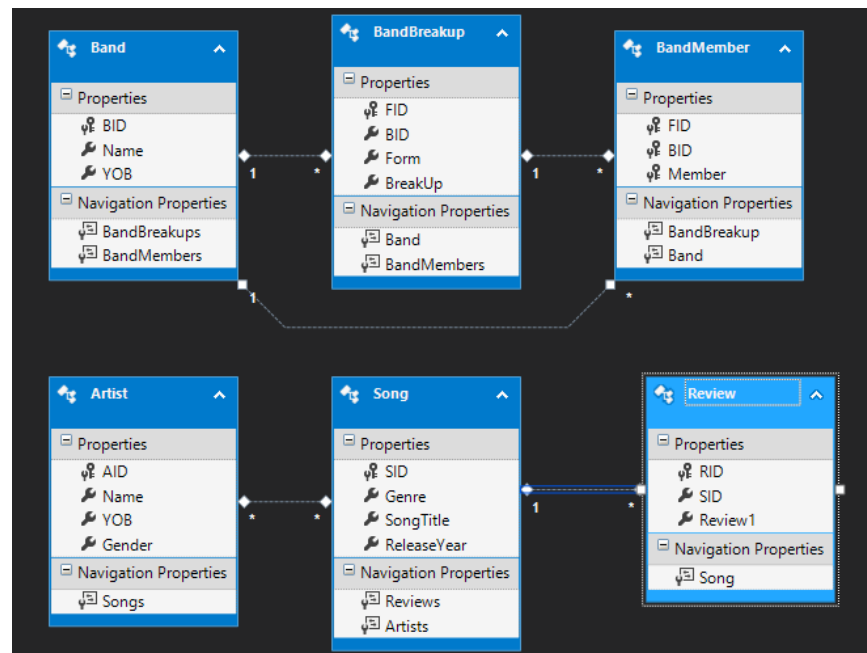 Band
Properties
BID
Name
YOB
Navigation Properties
BandBreakups
BandMembers
BandBreakup
Properties
FID
BID
Form
BreakUp
Navigation Properties
Band
BandMembers
BandMember
Properties
FID
BID
Member
Navigation Properties
BandBreakup
Band
1
*
1
*
1
*
Artist
Properties
AID
Name
YOB
Gender
Navigation Properties
Songs
Song
Properties
SID
Genre
SongTitle
ReleaseYear
Navigation Properties
Reviews
Artists
Review
Properties
RID
SID
Review1
Navigation Properties
Song
*
*
1
*